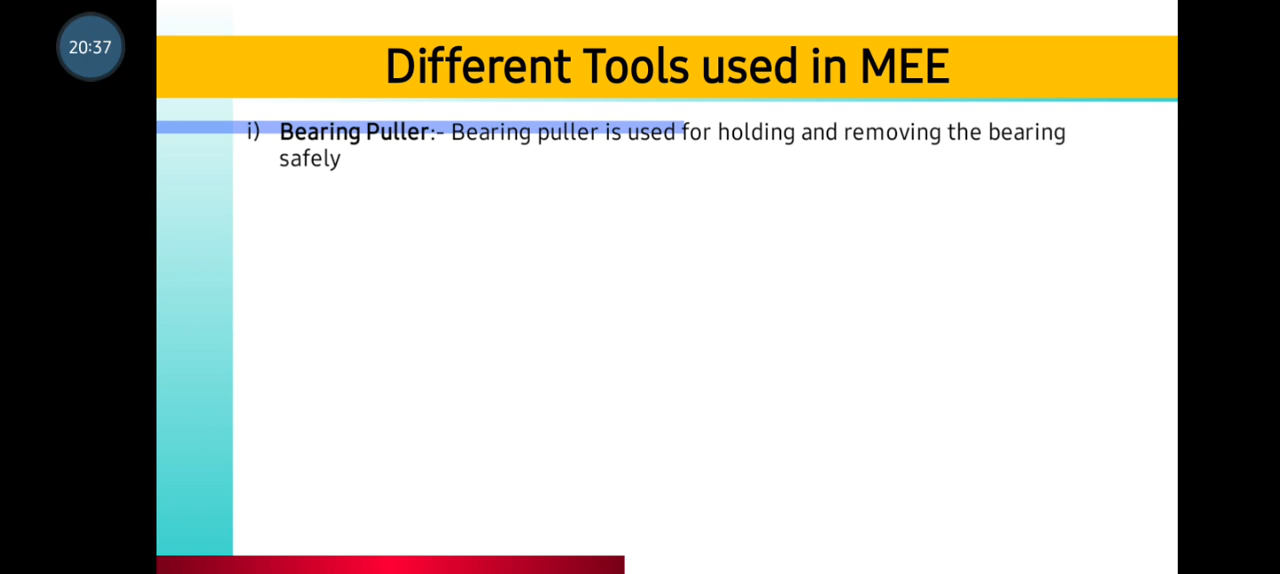 20:37
Different Tools used in MEE
i) Bearing Puller:- Bearing puller is used for holding and removing the bearing
safely